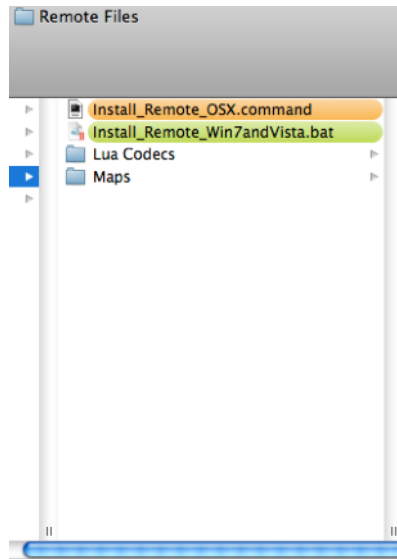 Remote Files
Install_Remote_OSX.command
Install_Remote_Win7andVista.bat
Lua Codecs
Maps